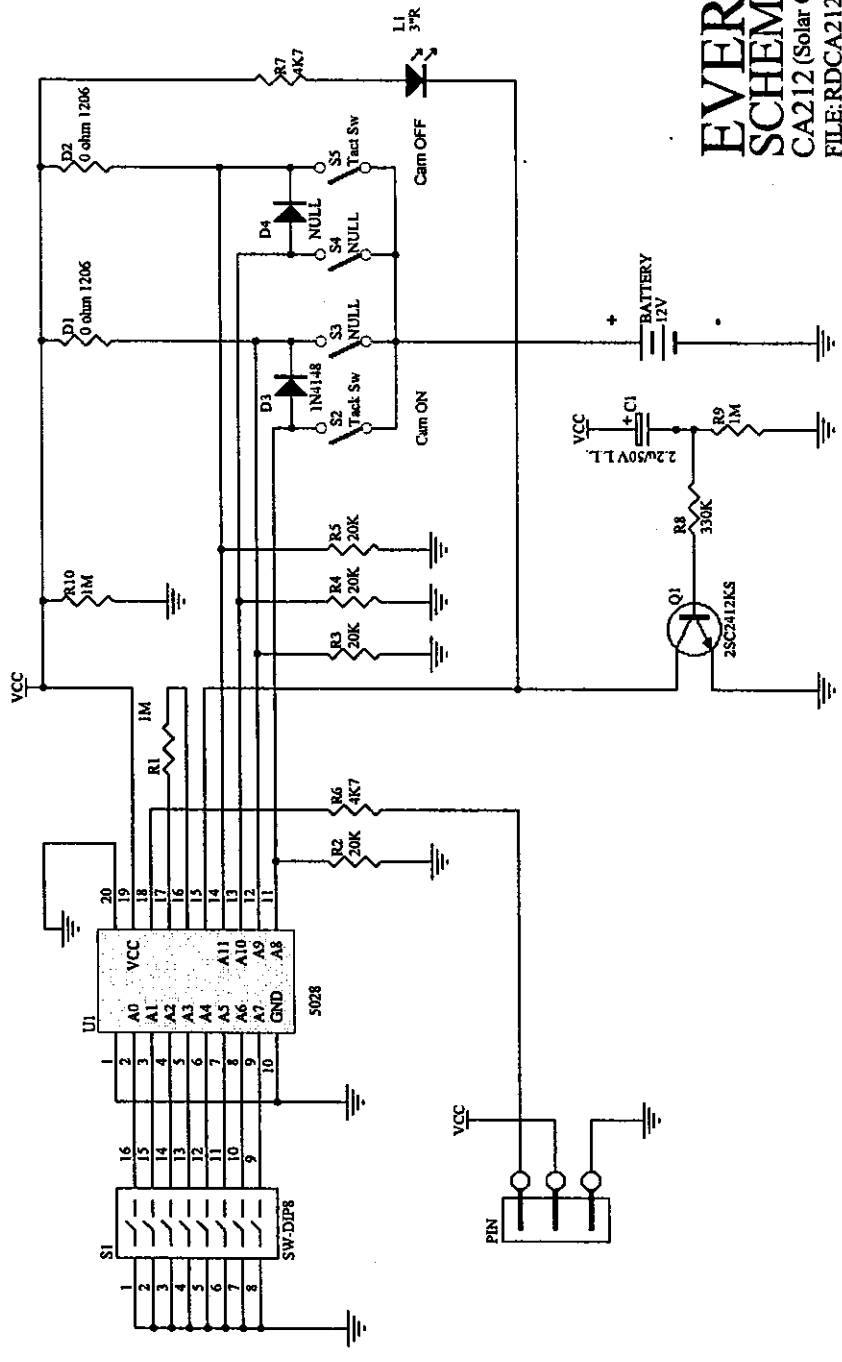 VCC
R10
1M
D1
0 ohm 1206
D2
0 ohm 1206
R7
4K7
L1
3"R
U1
A0
A1
A2
A3
A4
A5
A6
A7
GND
VCC
A11
A10
A9
A8
5028
1
2
3
4
5
6
7
8
9
10
20
19
18
17
16
15
14
13
12
11
R1
1M
S1
SW-DIP8
1
2
3
4
5
6
7
8
16
15
14
13
12
11
10
9
R6
4K7
R2
20K
R3
20K
R4
20K
R5
20K
D3
1N4148
S2
Tack Sw
Cam ON
S3
NULL
D4
NULL
S4
NULL
S5
Tact Sw
Cam OFF
BATTERY
12V
+
VCC
+
C1
2.2u/50V L.L.
R9
1M
R8
330K
Q1
2SC2412KS
VCC
PIN
EVER
SCHEM
CA212 (Solar
FILE:RDCA212